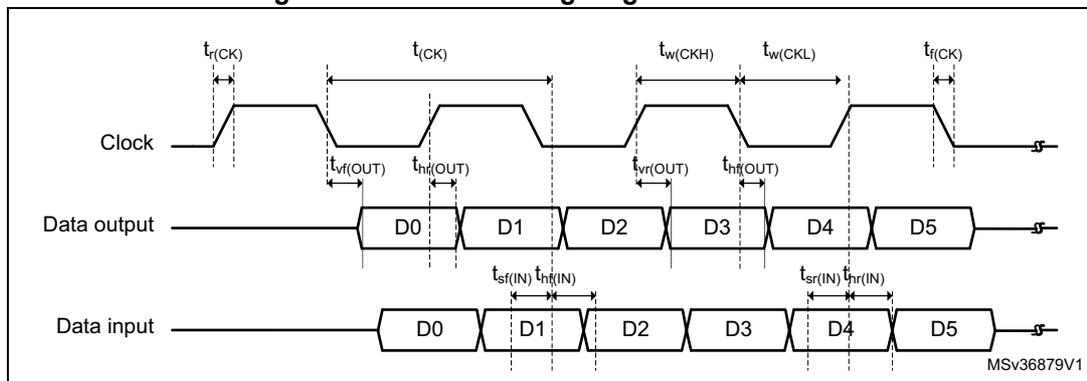 t_r(CK) t_(CK) t_w(CKH) t_w(CKL) t_f(CK)
Clock
t_vf(OUT) t_hr(OUT) t_vr(OUT) t_hf(OUT)
Data output D0 D1 D2 D3 D4 D5
t_sf(IN) t_hf(IN) t_sr(IN) t_hr(IN)
Data input D0 D1 D2 D3 D4 D5
MSv36879V1